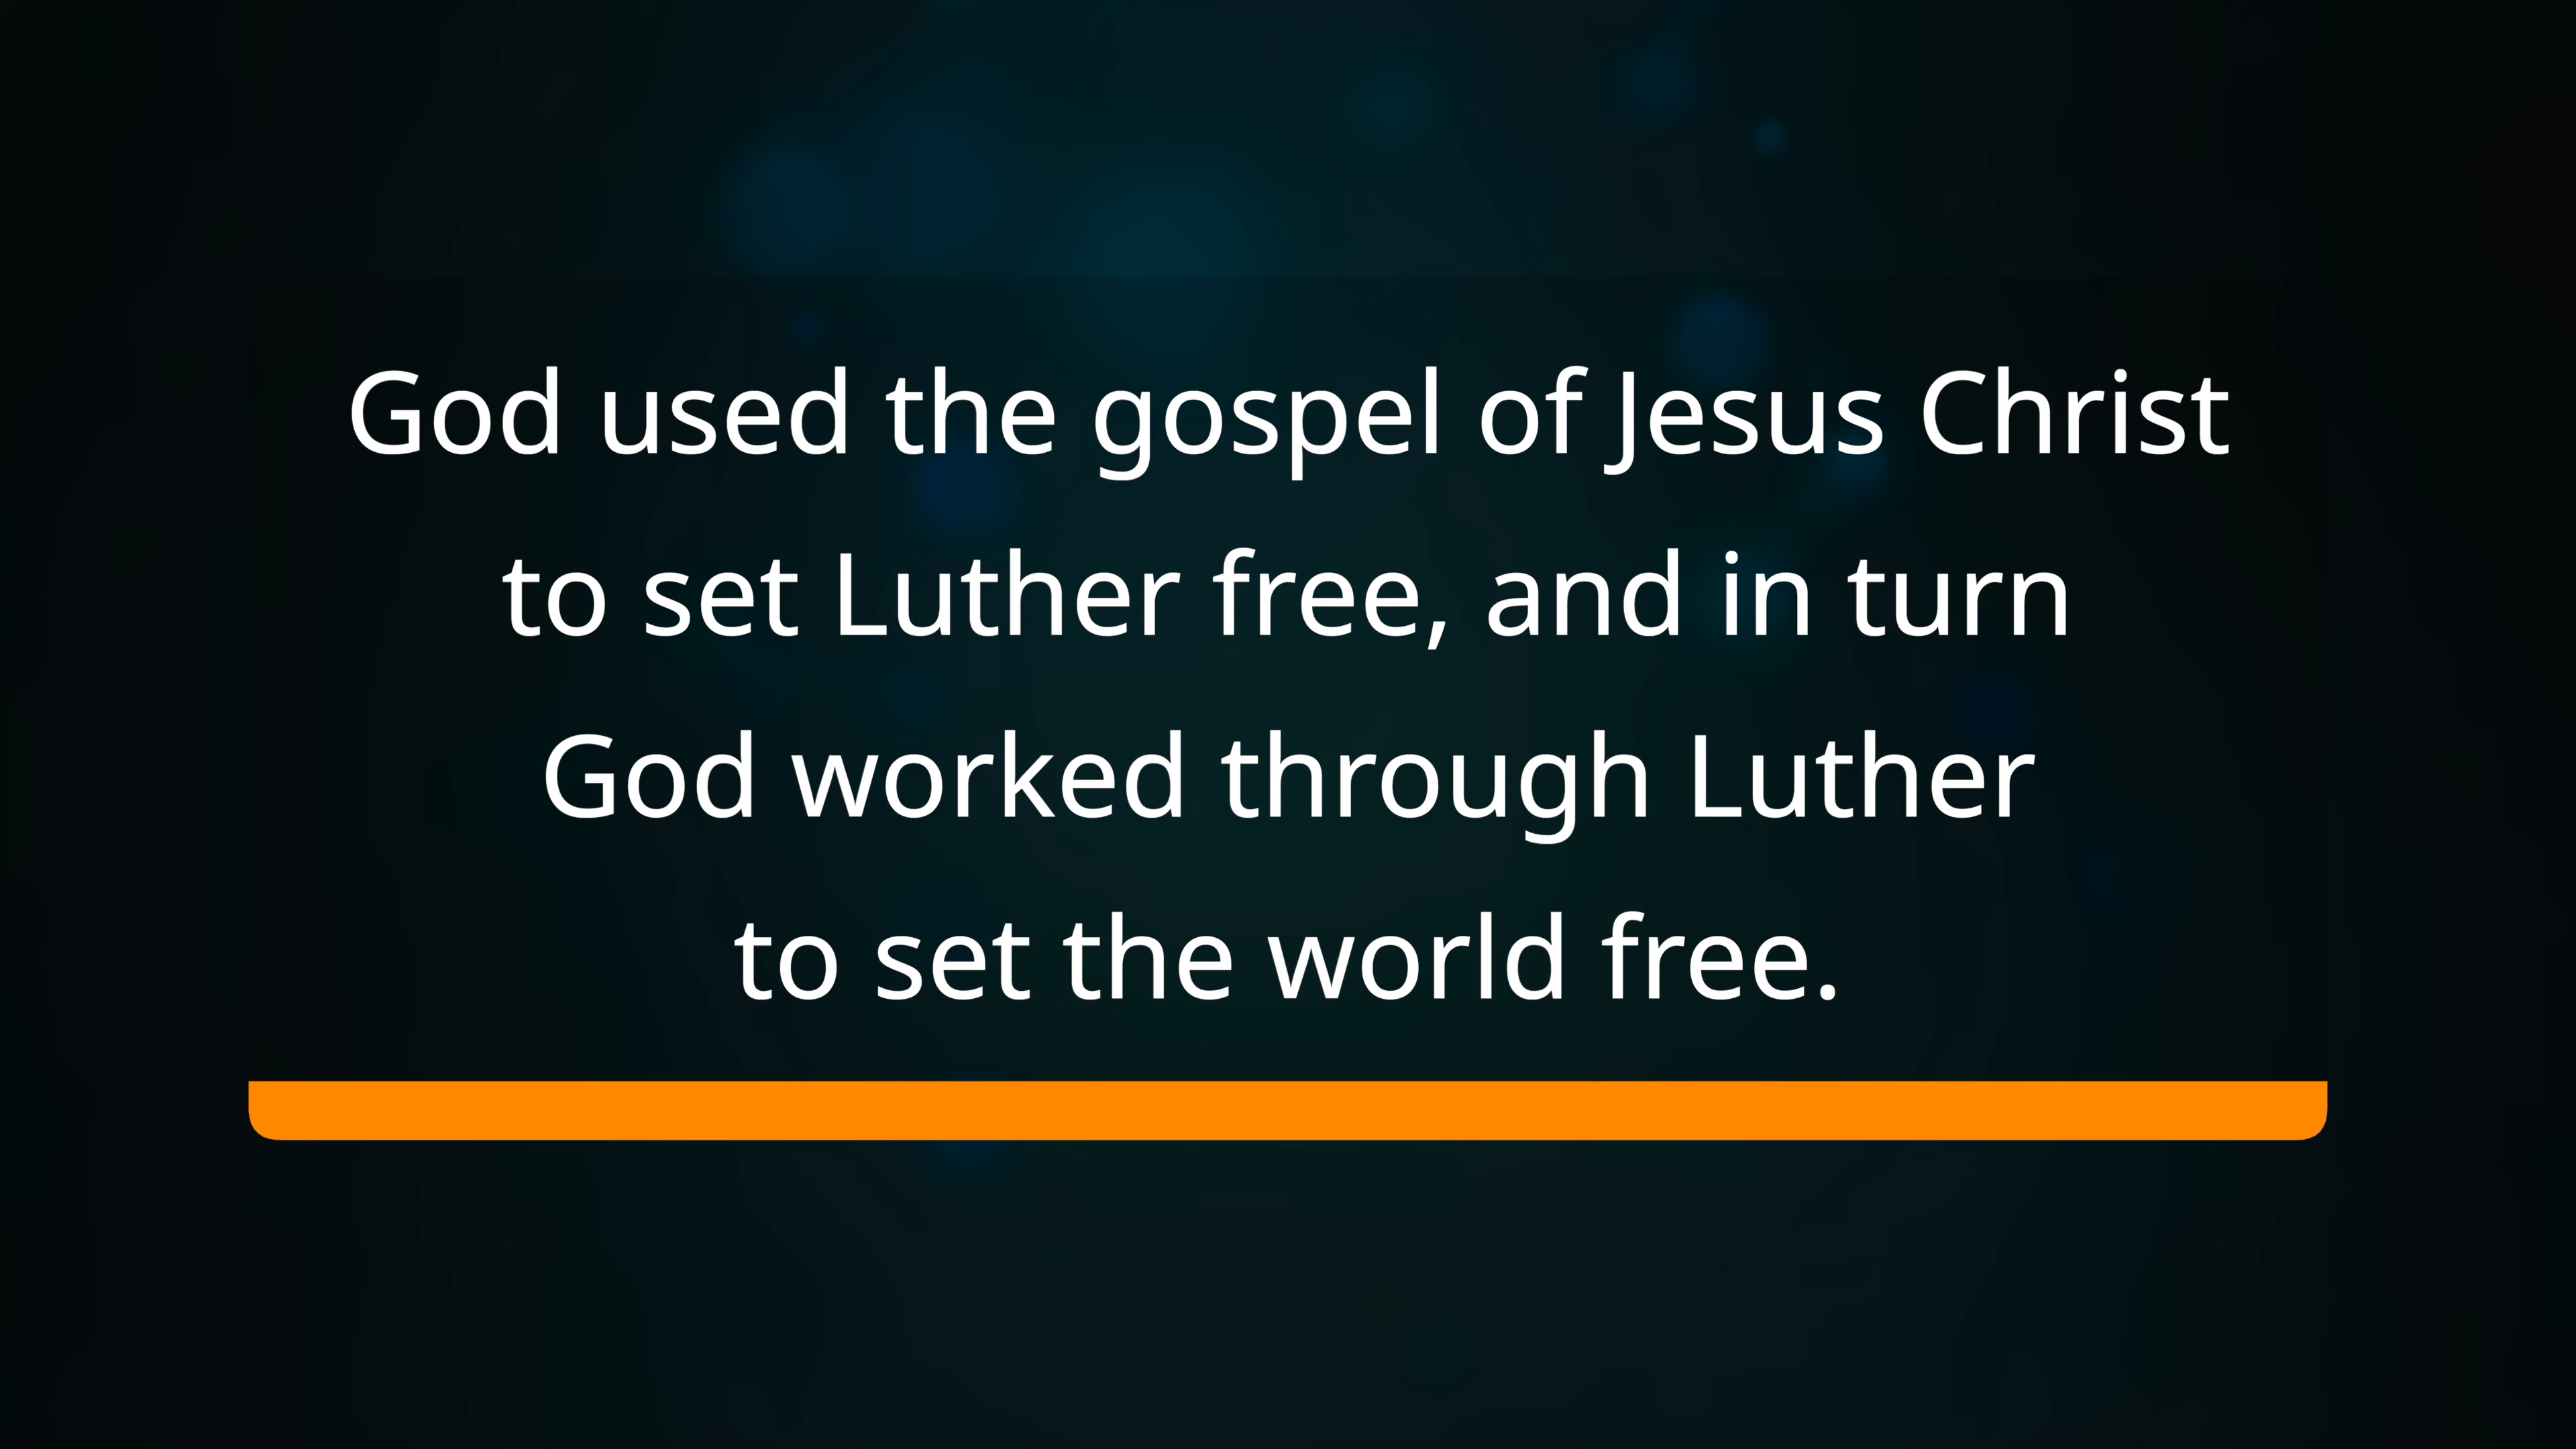 God used the gospel of Jesus Christ
to set Luther free, and in turn
God worked through Luther
to set the world free.